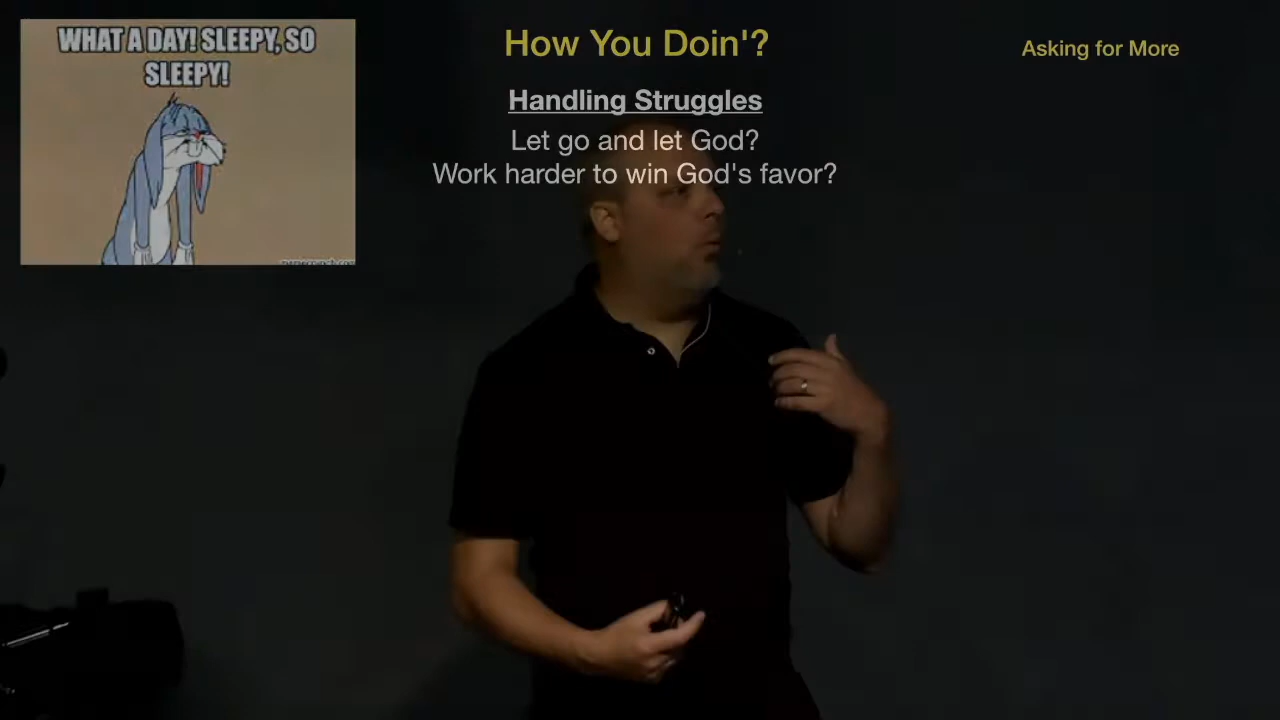 WHAT A DAY! SLEEPY, SO
SLEEPY!
How You Doin'?
Asking for More
Handling Struggles
Let go and let God?
Work harder to win God's favor?